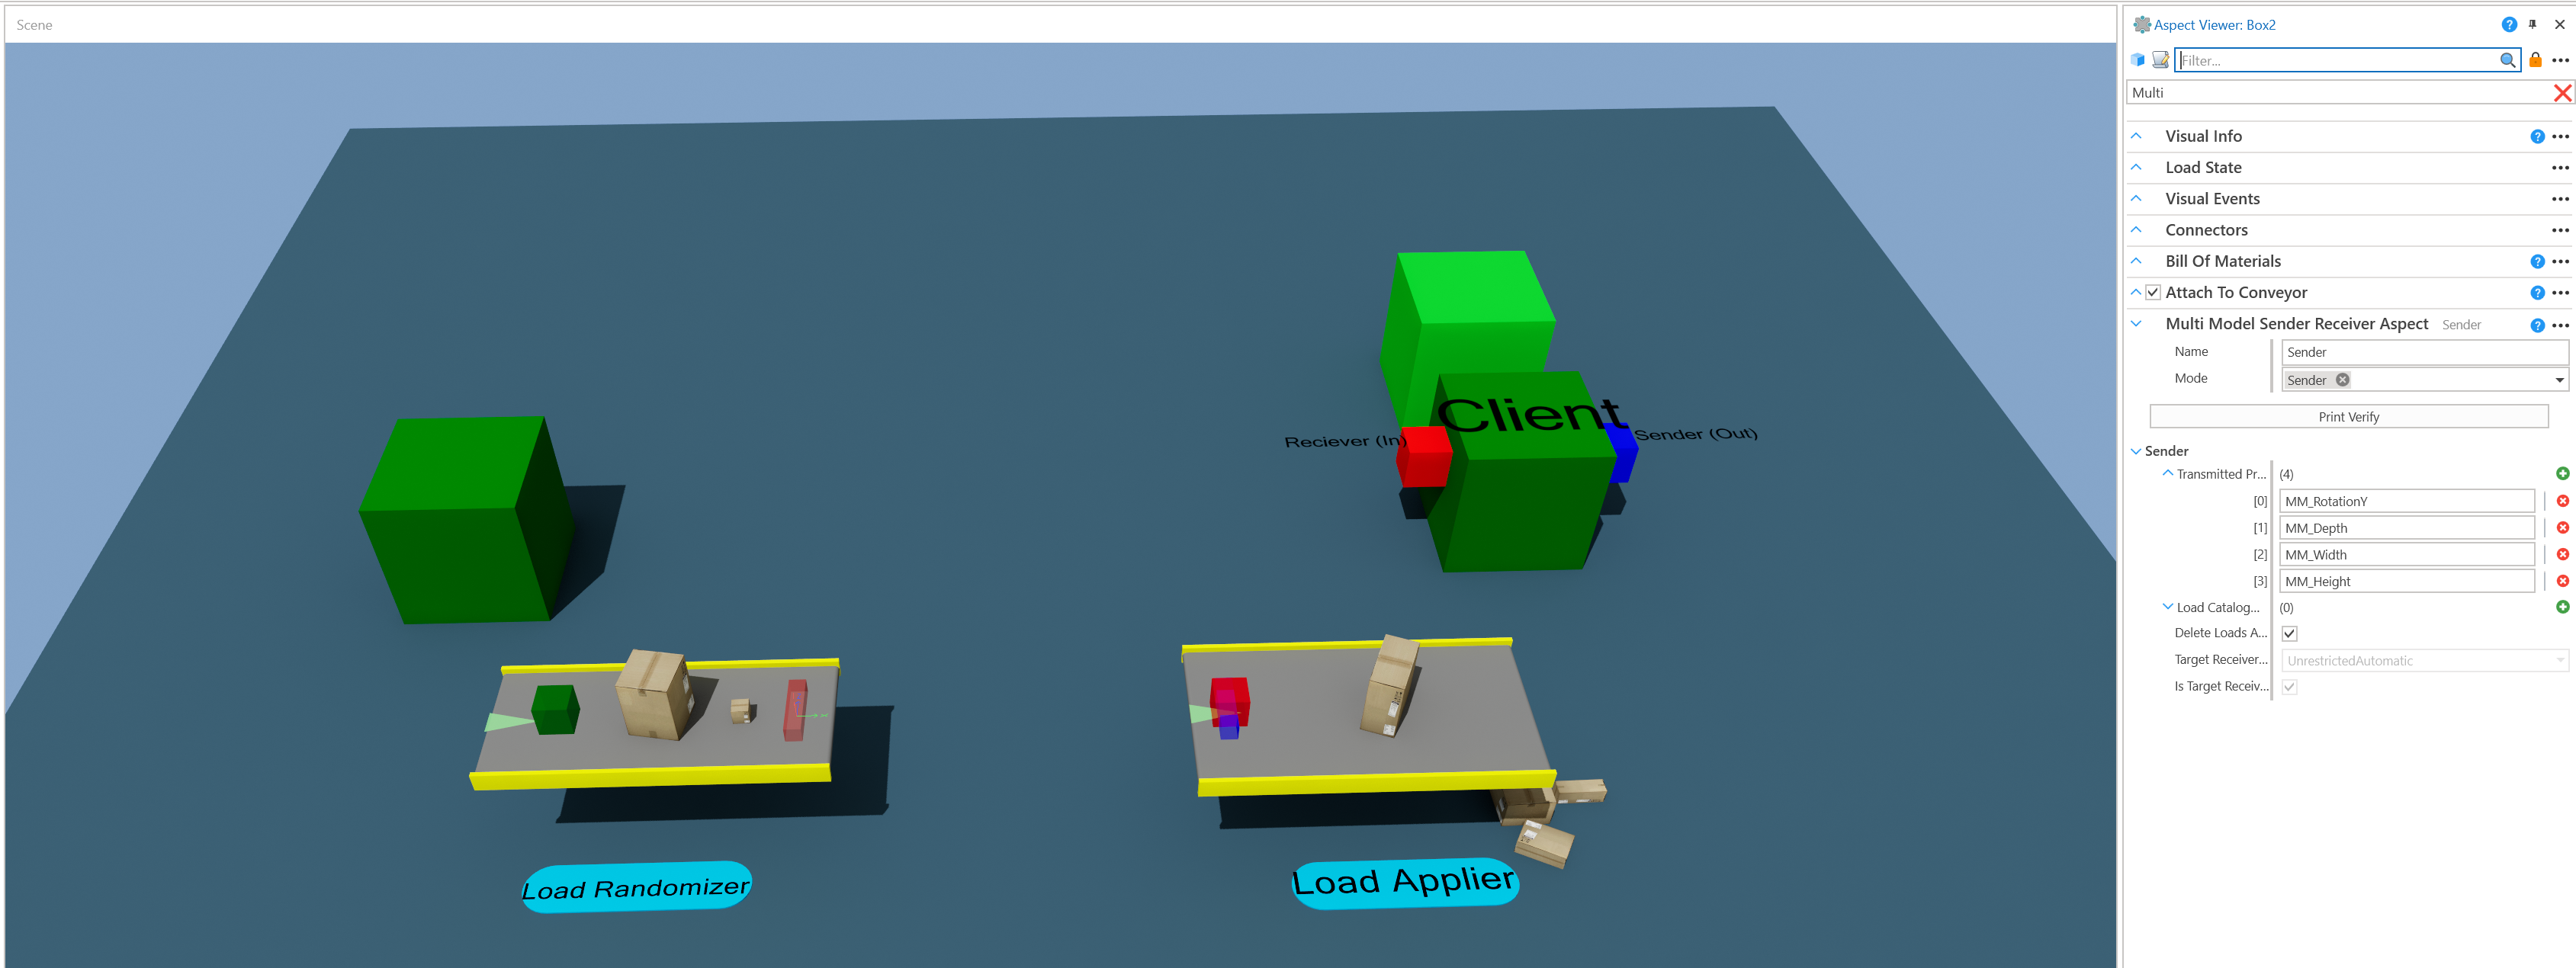 Scene
Client
Reciever (In)
Sender (Out)
Load Randomizer
Load Applier
Aspect Viewer: Box2
Filter...
Multi
Visual Info
Load State
Visual Events
Connectors
Bill Of Materials
Attach To Conveyor
Multi Model Sender Receiver Aspect Sender
Name Sender
Mode Sender
Print Verify
Sender
Transmitted Pr... (4)
[0] MM_RotationY
[1] MM_Depth
[2] MM_Width
[3] MM_Height
Load Catalog... (0)
Delete Loads A...
Target Receiver... UnrestrictedAutomatic
Is Target Receiv...